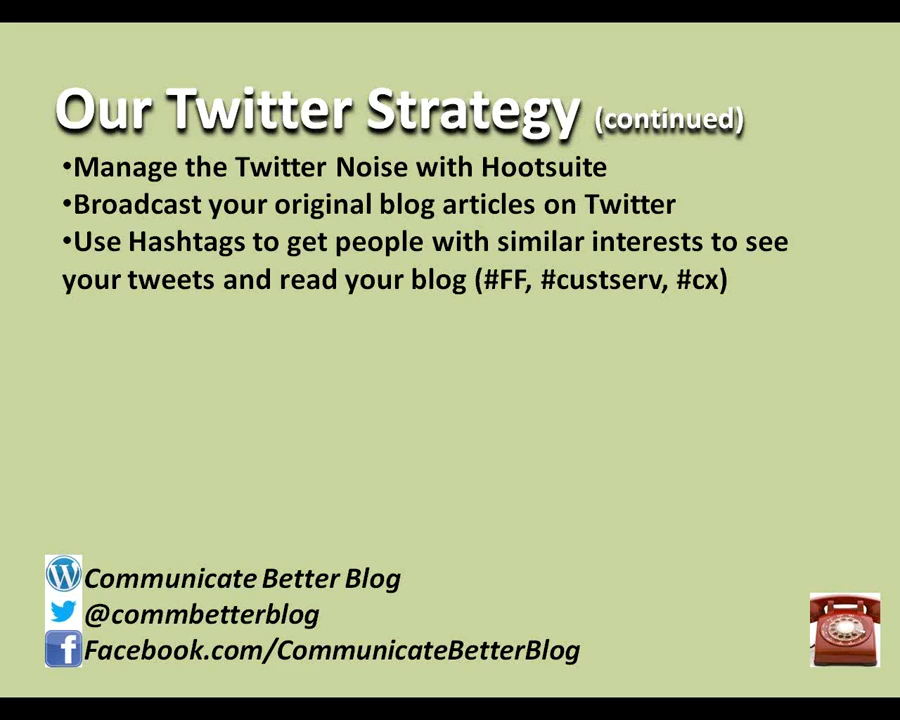 Our Twitter Strategy (continued)
•Manage the Twitter Noise with Hootsuite
•Broadcast your original blog articles on Twitter
•Use Hashtags to get people with similar interests to see
your tweets and read your blog (#FF, #custserv, #cx)
Communicate Better Blog
@commbetterblog
Facebook.com/CommunicateBetterBlog